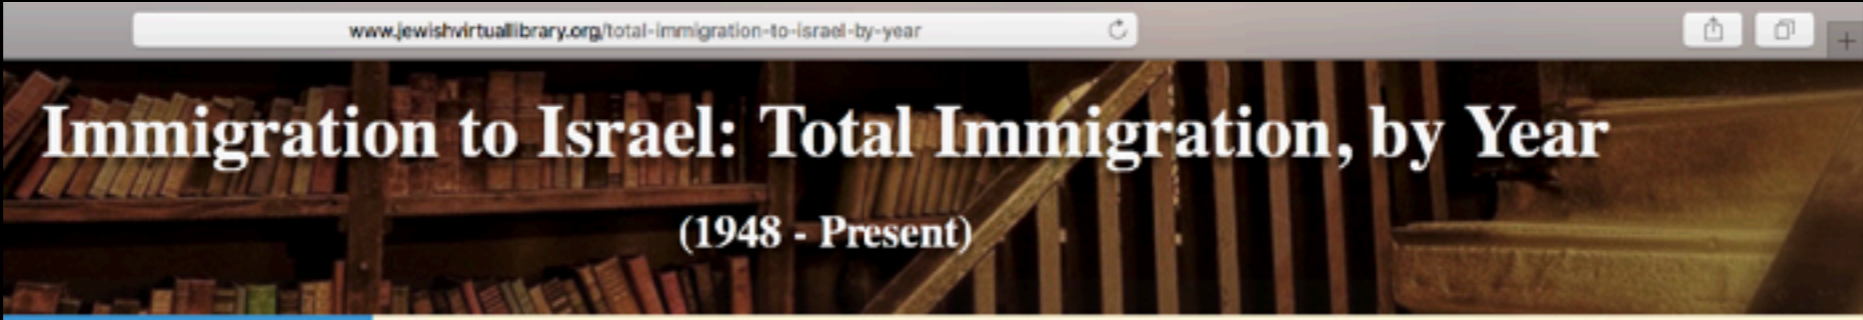 www.jewishvirtuallibrary.org/total-immigration-to-israel-by-year
Immigration to Israel: Total Immigration, by Year
(1948 - Present)